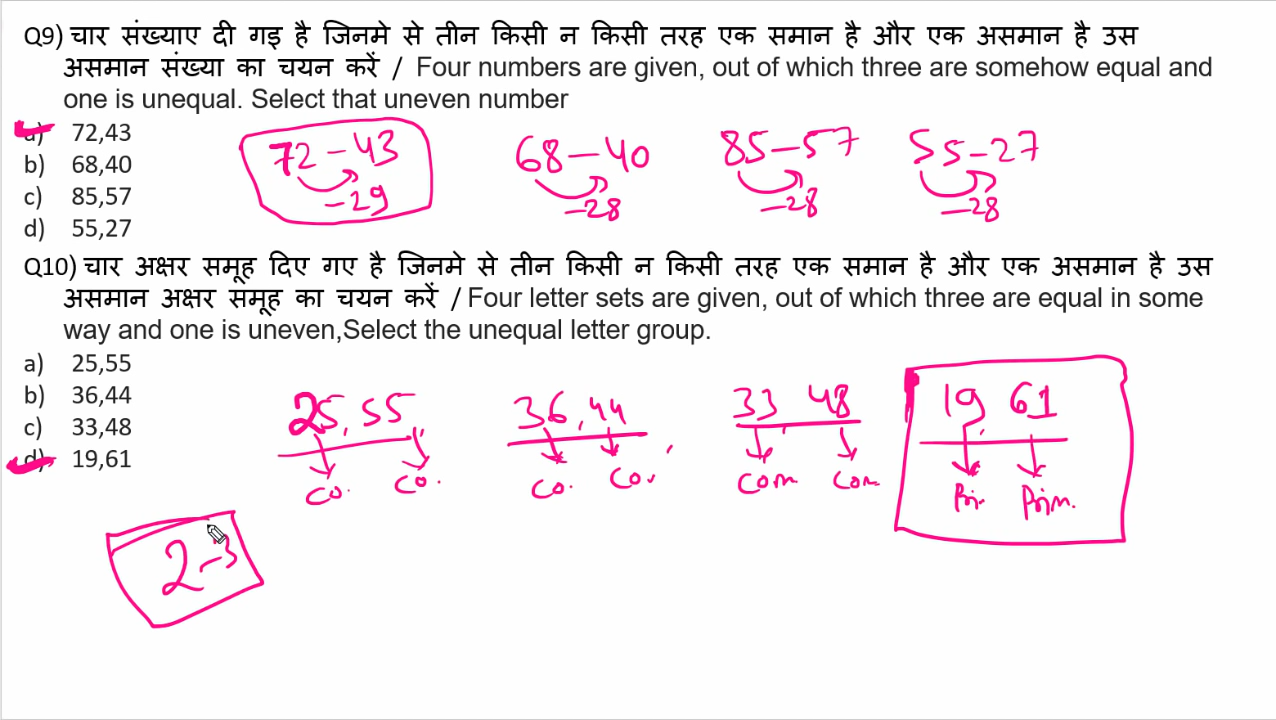 Q9) चार संख्याए दी गइ है जिनमे से तीन किसी न किसी तरह एक समान है और एक असमान है उस
असमान संख्या का चयन करें / Four numbers are given, out of which three are somehow equal and
one is unequal. Select that uneven number
a) 72,43
b) 68,40
c) 85,57
d) 55,27
72-43 68-40 85-57 55-27
-29 -28 -28 -28
Q10) चार अक्षर समूह दिए गए है जिनमे से तीन किसी न किसी तरह एक समान है और एक असमान है उस
असमान अक्षर समूह का चयन करें / Four letter sets are given, out of which three are equal in some
way and one is uneven,Select the unequal letter group.
a) 25,55
b) 36,44
c) 33,48
d) 19,61
25, 55 36, 44 33, 48 19, 61
Co. Co. Co. Co. Com Com Pri. Prim.
2-3